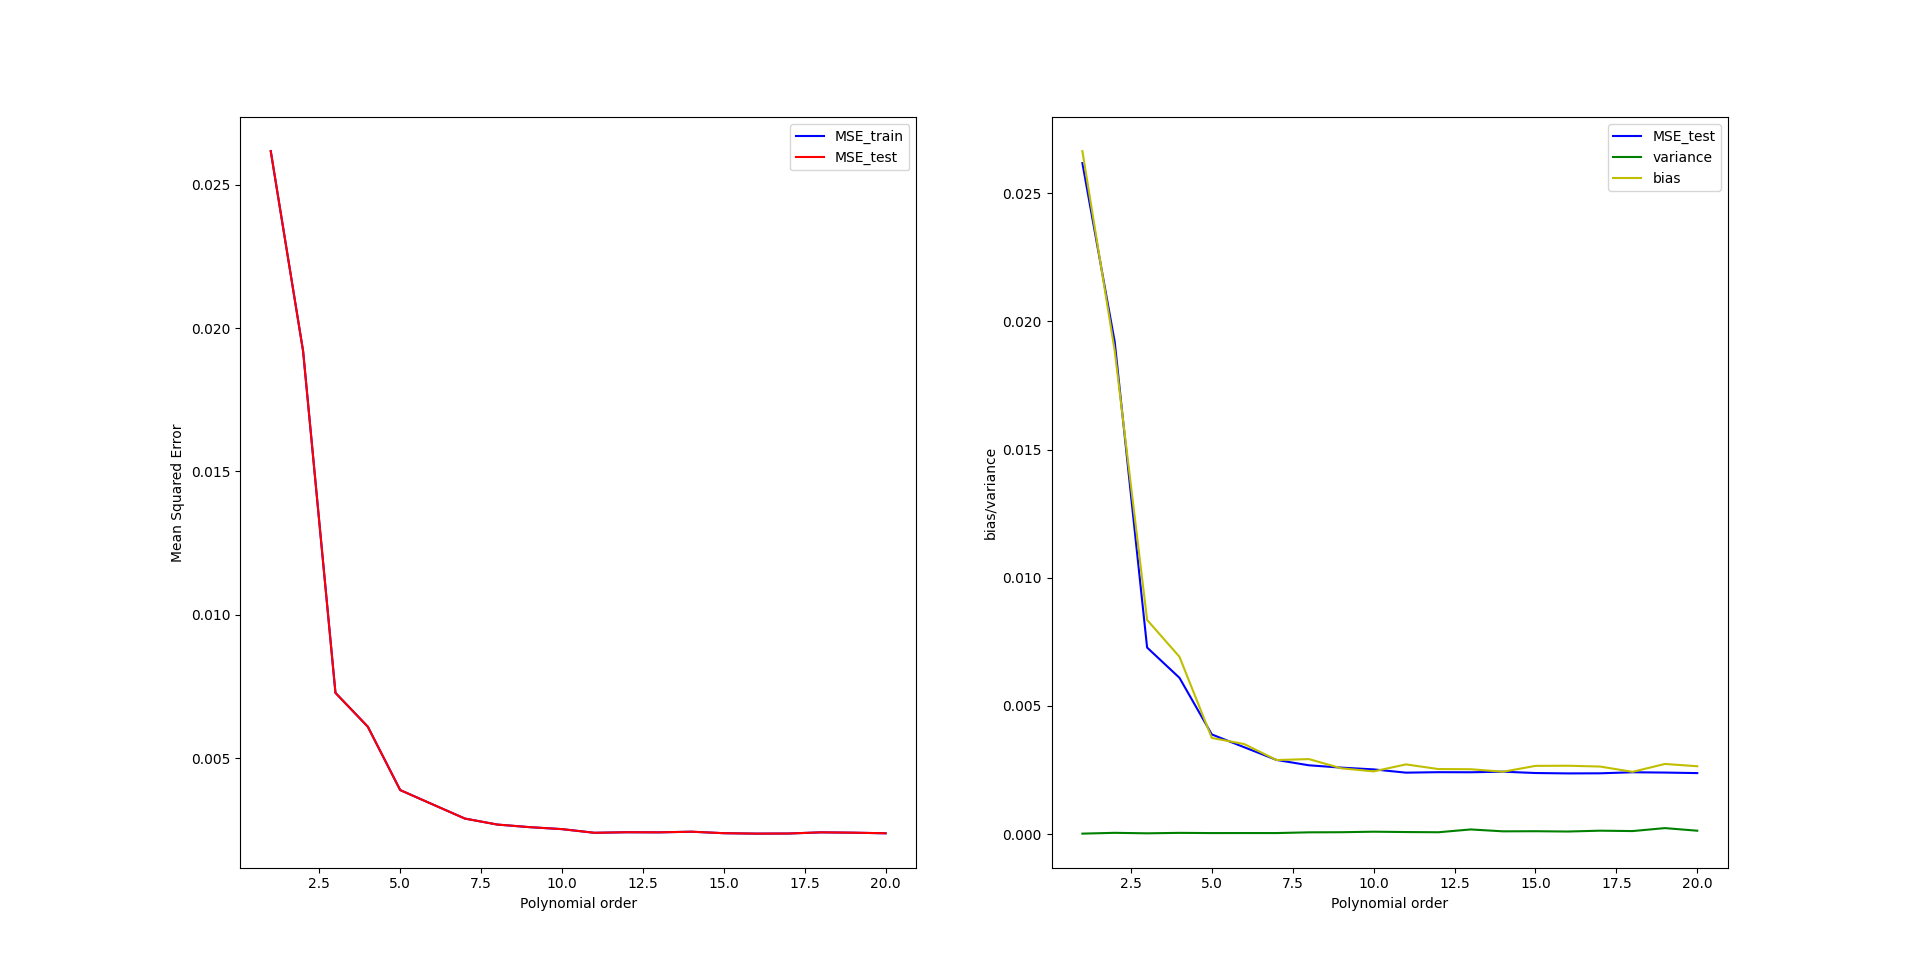 MSE_train
MSE_test
0.025
0.020
0.015
0.010
0.005
Mean Squared Error
2.5 5.0 7.5 10.0 12.5 15.0 17.5 20.0
Polynomial order
MSE_test
variance
bias
0.025
0.020
0.015
0.010
0.005
0.000
bias/variance
2.5 5.0 7.5 10.0 12.5 15.0 17.5 20.0
Polynomial order